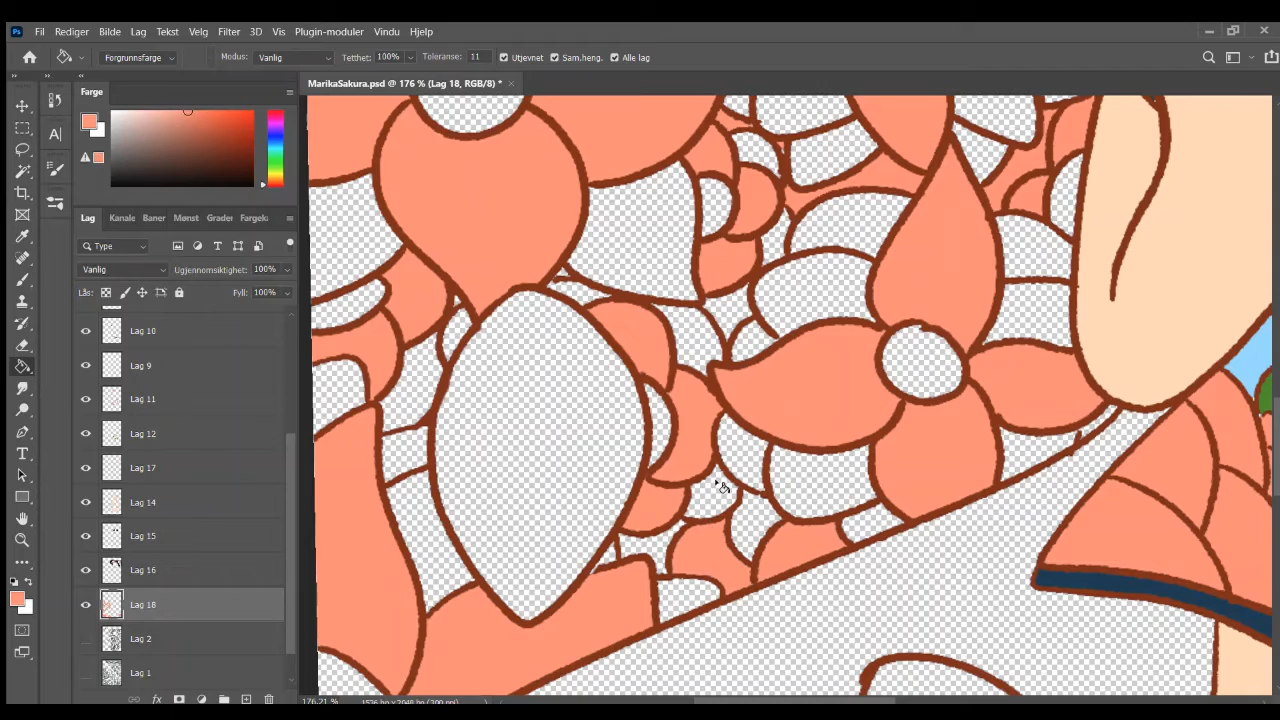 Ps Fil Rediger Bilde Lag Tekst Velg Filter 3D Vis Plugin-moduler Vindu Hjelp
Forgrunnsfarge Modus: Vanlig Tetthet: 100% Toleranse: 11 Utjevnet Sam.heng. Alle lag
Farge
MarikaSakura.psd @ 176 % (Lag 18, RGB/8) *
A
Lag Kanale Baner Mønst Grader Fargek
Type
Vanlig Ugjennomsiktighet: 100%
Lås: Fyll: 100%
Lag 10
Lag 9
Lag 11
Lag 12
Lag 17
Lag 14
Lag 15
Lag 16
Lag 18
Lag 2
Lag 1
fx